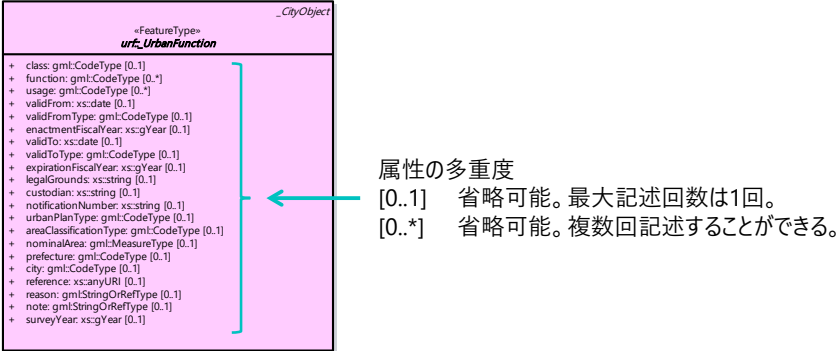 _CityObject
«FeatureType»
urf:_UrbanFunction
+ class: gml:CodeType [0..1]
+ function: gml:CodeType [0..*]
+ usage: gml:CodeType [0..*]
+ validFrom: xs:date [0..1]
+ validFromType: gml:CodeType [0..1]
+ enactmentFiscalYear: xs:gYear [0..1]
+ validTo: xs:date [0..1]
+ validToType: gml:CodeType [0..1]
+ expirationFiscalYear: xs:gYear [0..1]
+ legalGrounds: xs:string [0..1]
+ custodian: xs:string [0..1]
+ notificationNumber: xs:string [0..1]
+ urbanPlanType: gml:CodeType [0..1]
+ areaClassificationType: gml:CodeType [0..1]
+ nominalArea: gml:MeasureType [0..1]
+ prefecture: gml:CodeType [0..1]
+ city: gml:CodeType [0..1]
+ reference: xs:anyURI [0..1]
+ reason: gml:StringOrRefType [0..1]
+ note: gml:StringOrRefType [0..1]
+ surveyYear: xs:gYear [0..1]
属性の多重度
[0..1] 省略可能。最大記述回数は1回。
[0..*] 省略可能。複数回記述することができる。